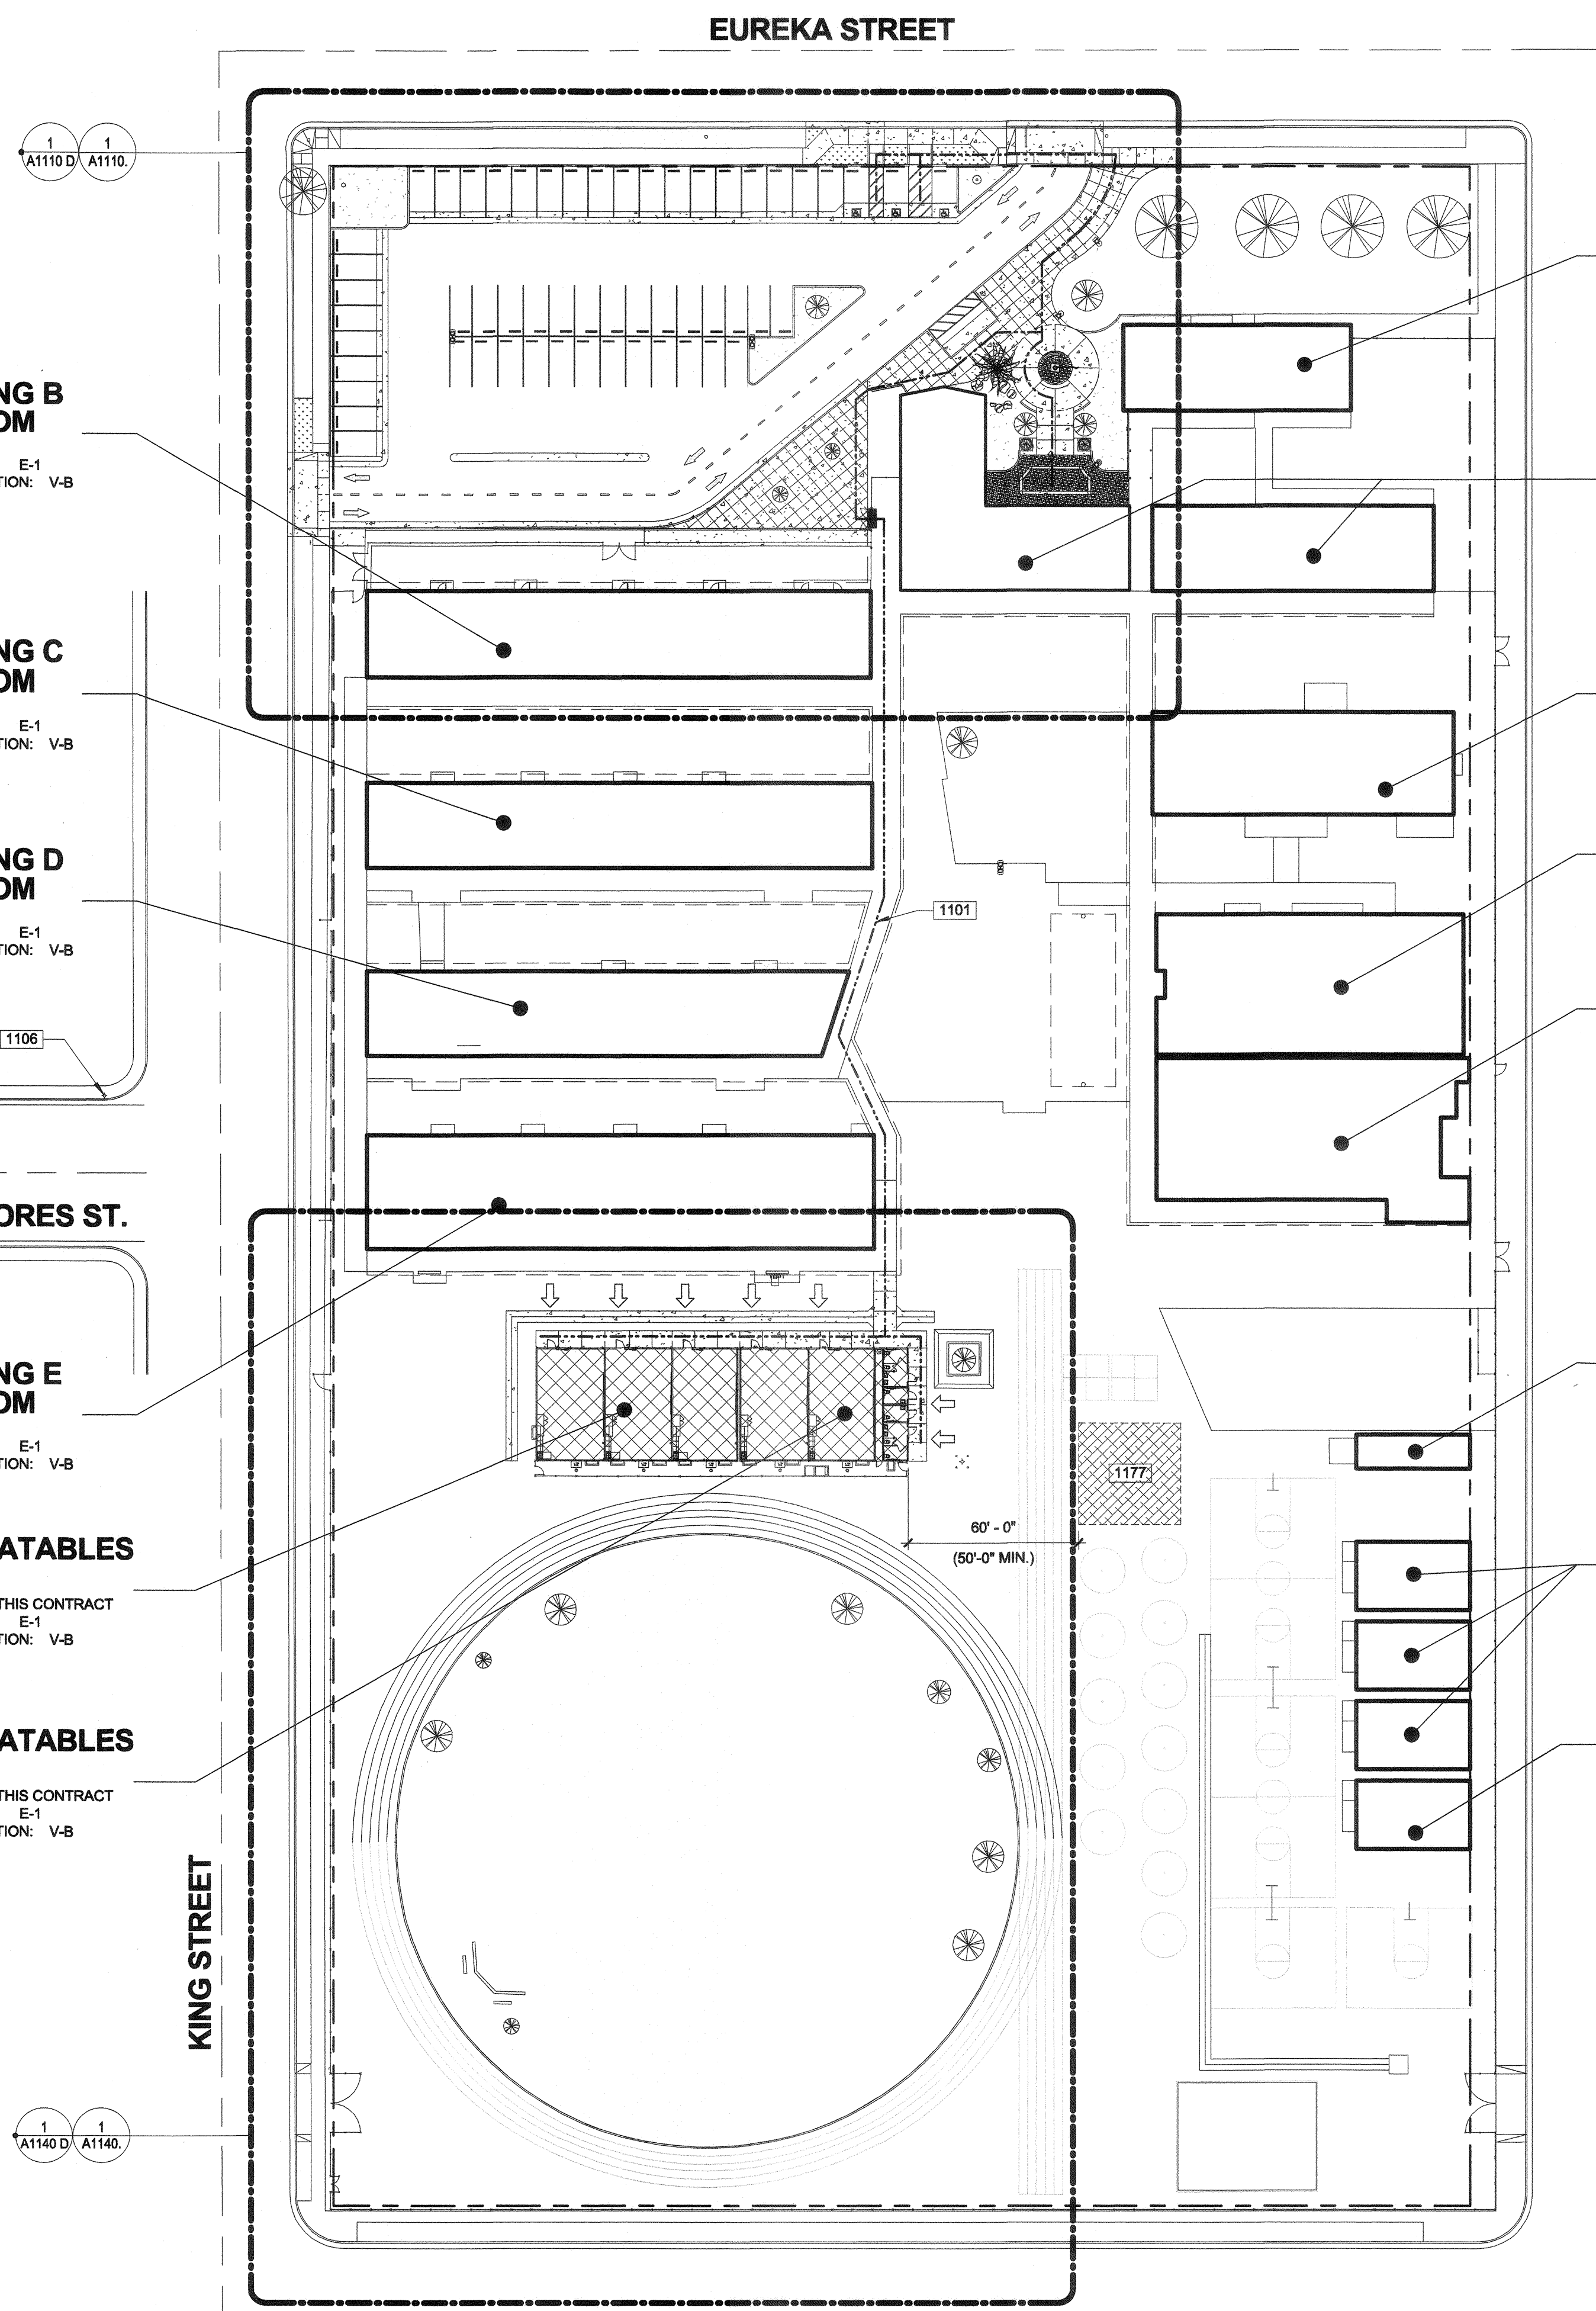 EUREKA STREET
1
A1110 D
1
A1110.
NG B
OM
E-1
TION: V-B
NG C
OM
E-1
TION: V-B
NG D
OM
E-1
TION: V-B
1101
1106
ORES ST.
NG E
OM
E-1
TION: V-B
1177
60' - 0"
(50'-0" MIN.)
ATABLES
THIS CONTRACT
E-1
TION: V-B
ATABLES
THIS CONTRACT
E-1
TION: V-B
KING STREET
1
A1140 D
1
A1140.